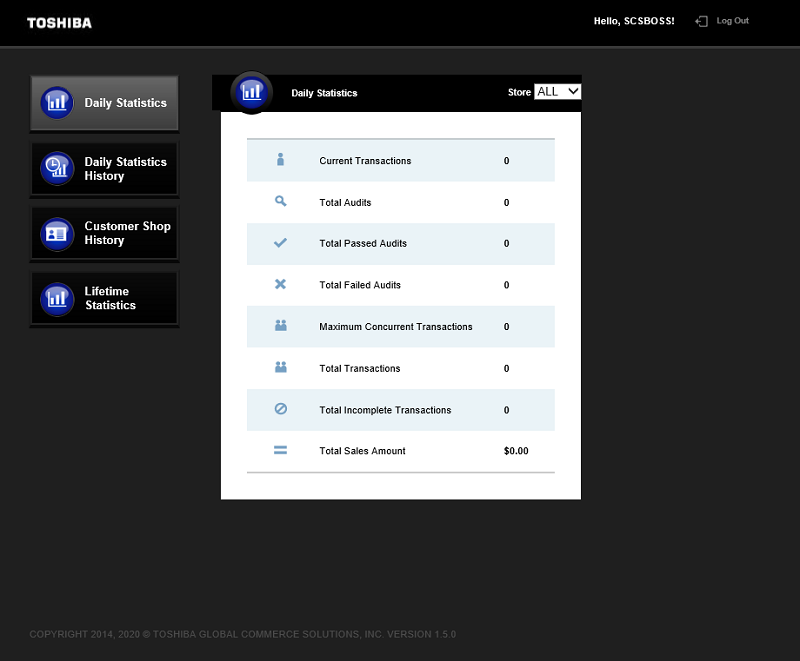 TOSHIBA
Hello, SCSBOSS!
Log Out
Daily Statistics
Daily Statistics
History
Customer Shop
History
Lifetime
Statistics
Daily Statistics
Store ALL
Current Transactions 0
Total Audits 0
Total Passed Audits 0
Total Failed Audits 0
Maximum Concurrent Transactions 0
Total Transactions 0
Total Incomplete Transactions 0
Total Sales Amount $0.00
COPYRIGHT 2014, 2020 © TOSHIBA GLOBAL COMMERCE SOLUTIONS, INC. VERSION 1.5.0